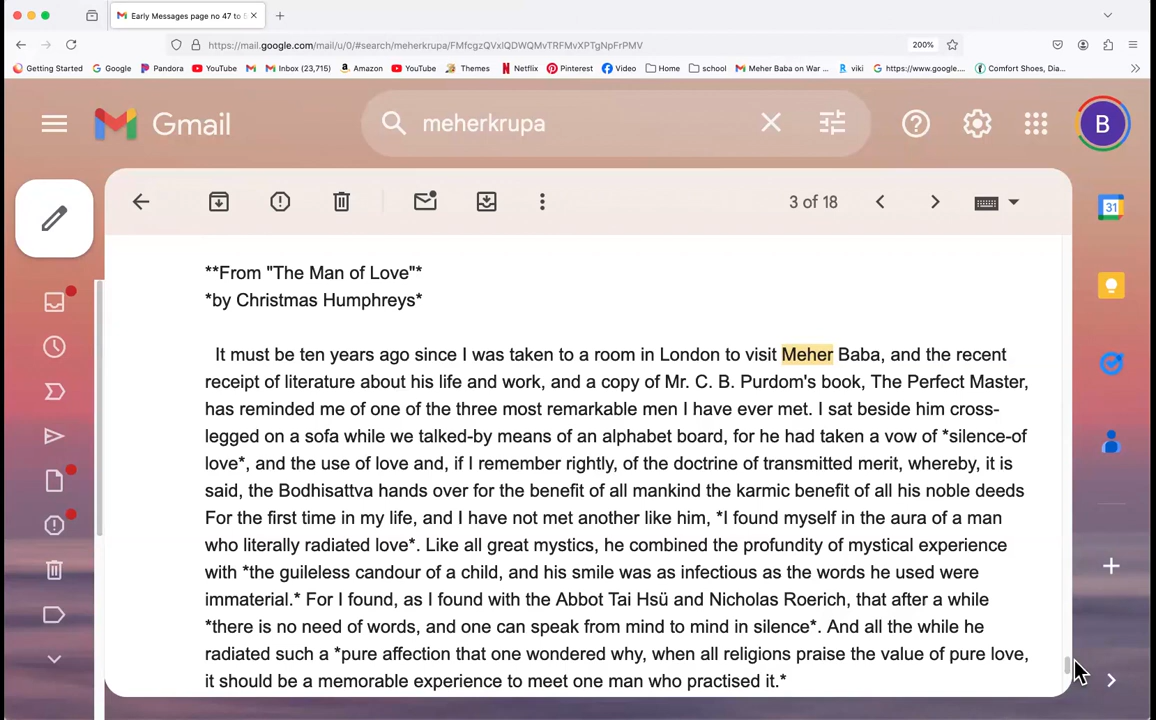 Early Messages page no 47 to
https://mail.google.com/mail/u/0/#search/meherkrupa/FMfcgzQVxlQDWQMvTRFMvXPTgNpFrPMV
200%
Getting Started Google Pandora YouTube Inbox (23,715) Amazon YouTube Themes Netflix Pinterest Video Home school Meher Baba on War ... viki https://www.google.... Comfort Shoes, Dia...
Gmail
meherkrupa
B
3 of 18
31
**From "The Man of Love"*
*by Christmas Humphreys*
It must be ten years ago since I was taken to a room in London to visit Meher Baba, and the recent
receipt of literature about his life and work, and a copy of Mr. C. B. Purdom's book, The Perfect Master,
has reminded me of one of the three most remarkable men I have ever met. I sat beside him cross-
legged on a sofa while we talked-by means of an alphabet board, for he had taken a vow of *silence-of
love*, and the use of love and, if I remember rightly, of the doctrine of transmitted merit, whereby, it is
said, the Bodhisattva hands over for the benefit of all mankind the karmic benefit of all his noble deeds
For the first time in my life, and I have not met another like him, *I found myself in the aura of a man
who literally radiated love*. Like all great mystics, he combined the profundity of mystical experience
with *the guileless candour of a child, and his smile was as infectious as the words he used were
immaterial.* For I found, as I found with the Abbot Tai Hsü and Nicholas Roerich, that after a while
*there is no need of words, and one can speak from mind to mind in silence*. And all the while he
radiated such a *pure affection that one wondered why, when all religions praise the value of pure love,
it should be a memorable experience to meet one man who practised it.*